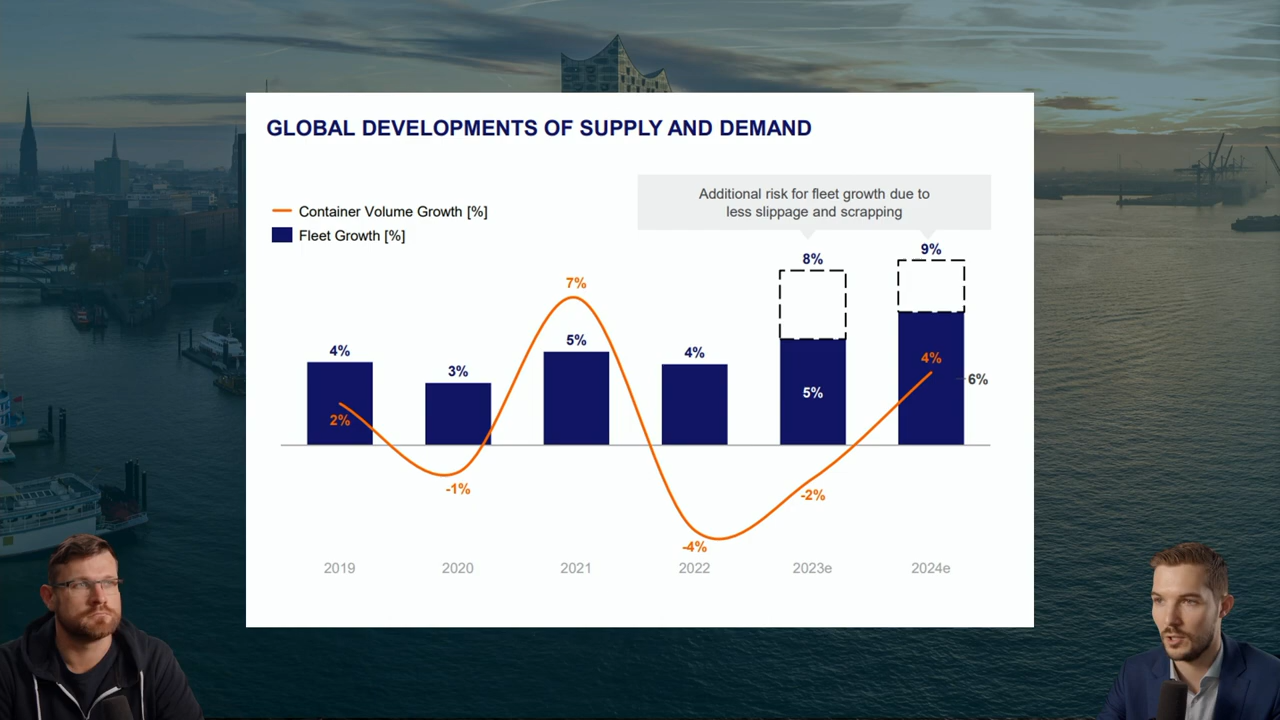 GLOBAL DEVELOPMENTS OF SUPPLY AND DEMAND
Additional risk for fleet growth due to
less slippage and scrapping
Container Volume Growth [%]
Fleet Growth [%]
8%
9%
7%
5%
4%
3%
4%
4%
6%
5%
2%
-1%
-2%
-4%
2019
2020
2021
2022
2023e
2024e